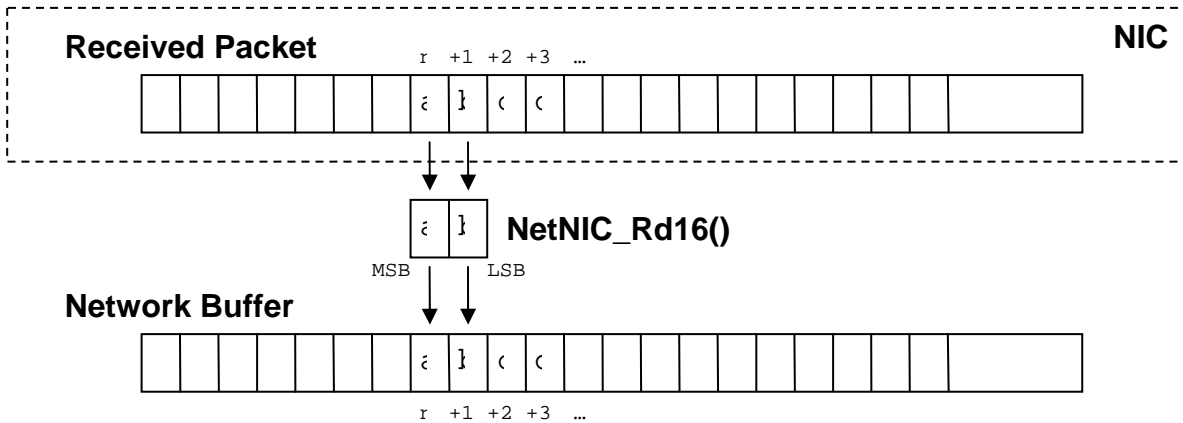 NIC
Received Packet
r +1 +2 +3 …
NetNIC_Rd16()
MSB LSB
Network Buffer
r +1 +2 +3 …